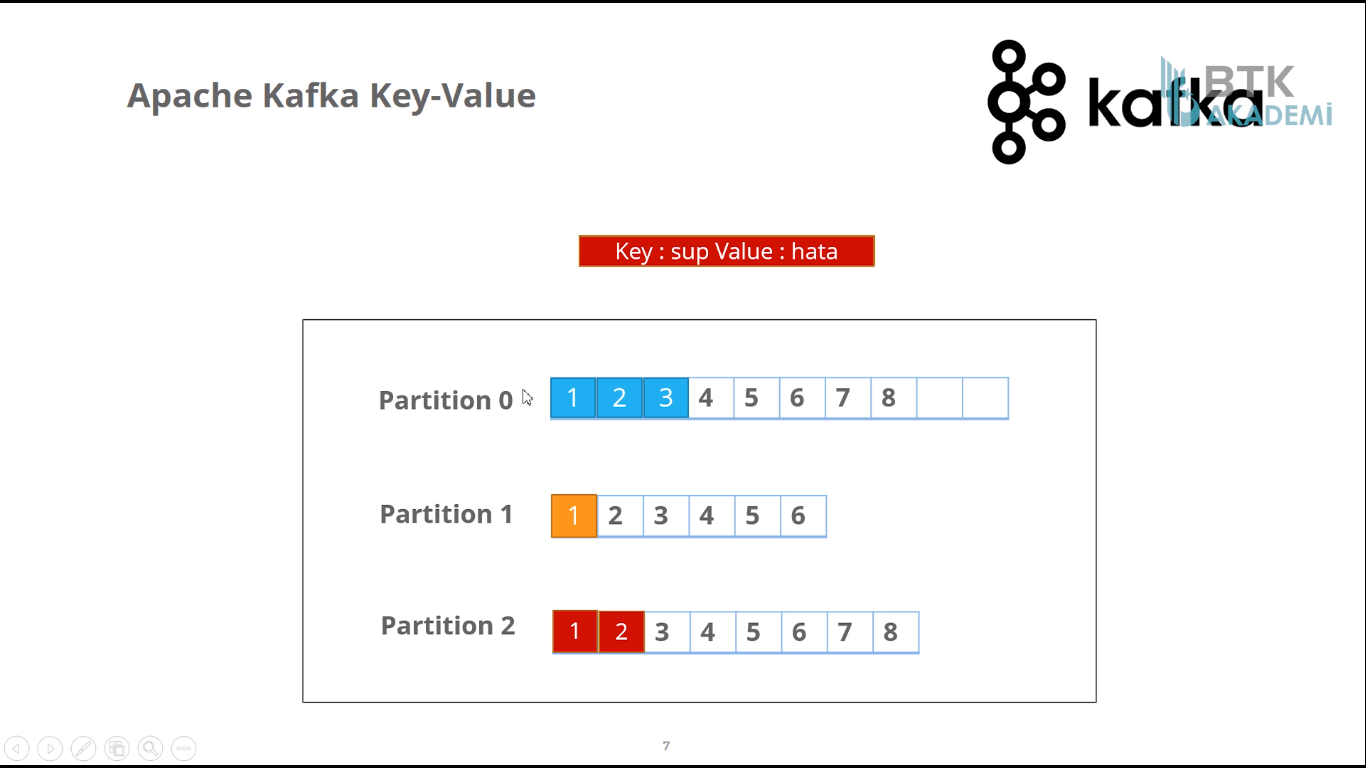 Apache Kafka Key-Value
kafka
BTK
AKADEMİ
Key : sup Value : hata
Partition 0
1 2 3 4 5 6 7 8
Partition 1
1 2 3 4 5 6
Partition 2
1 2 3 4 5 6 7 8
7